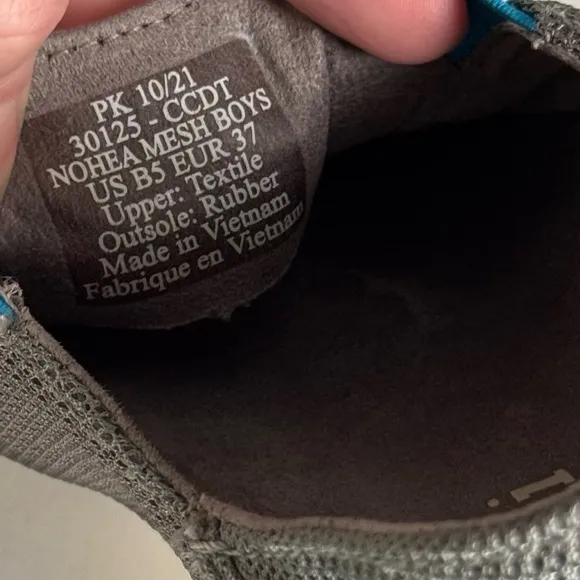 PK 10/21
30125 - CCDT
NOHEA MESH BOYS
US B5 EUR 37
Upper: Textile
Outsole: Rubber
Made in Vietnam
Fabrique en Vietnam